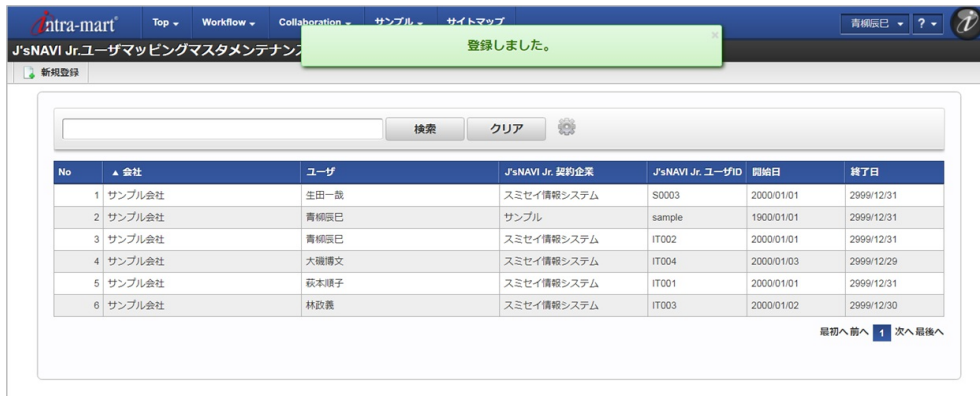 intra-mart Top Workflow Collaboration サンプル サイトマップ 青柳辰巳 ?
J'sNAVI Jr.ユーザマッピングマスタメンテナンス
登録しました。 ×
新規登録
検索 クリア
No ▲ 会社 ユーザ J'sNAVI Jr. 契約企業 J'sNAVI Jr. ユーザID 開始日 終了日
1 サンプル会社 生田一哉 スミセイ情報システム S0003 2000/01/01 2999/12/31
2 サンプル会社 青柳辰巳 サンプル sample 1900/01/01 2999/12/31
3 サンプル会社 青柳辰巳 スミセイ情報システム IT002 2000/01/01 2999/12/31
4 サンプル会社 大磯博文 スミセイ情報システム IT004 2000/01/03 2999/12/29
5 サンプル会社 萩本順子 スミセイ情報システム IT001 2000/01/01 2999/12/31
6 サンプル会社 林政義 スミセイ情報システム IT003 2000/01/02 2999/12/30
最初へ 前へ 1 次へ 最後へ